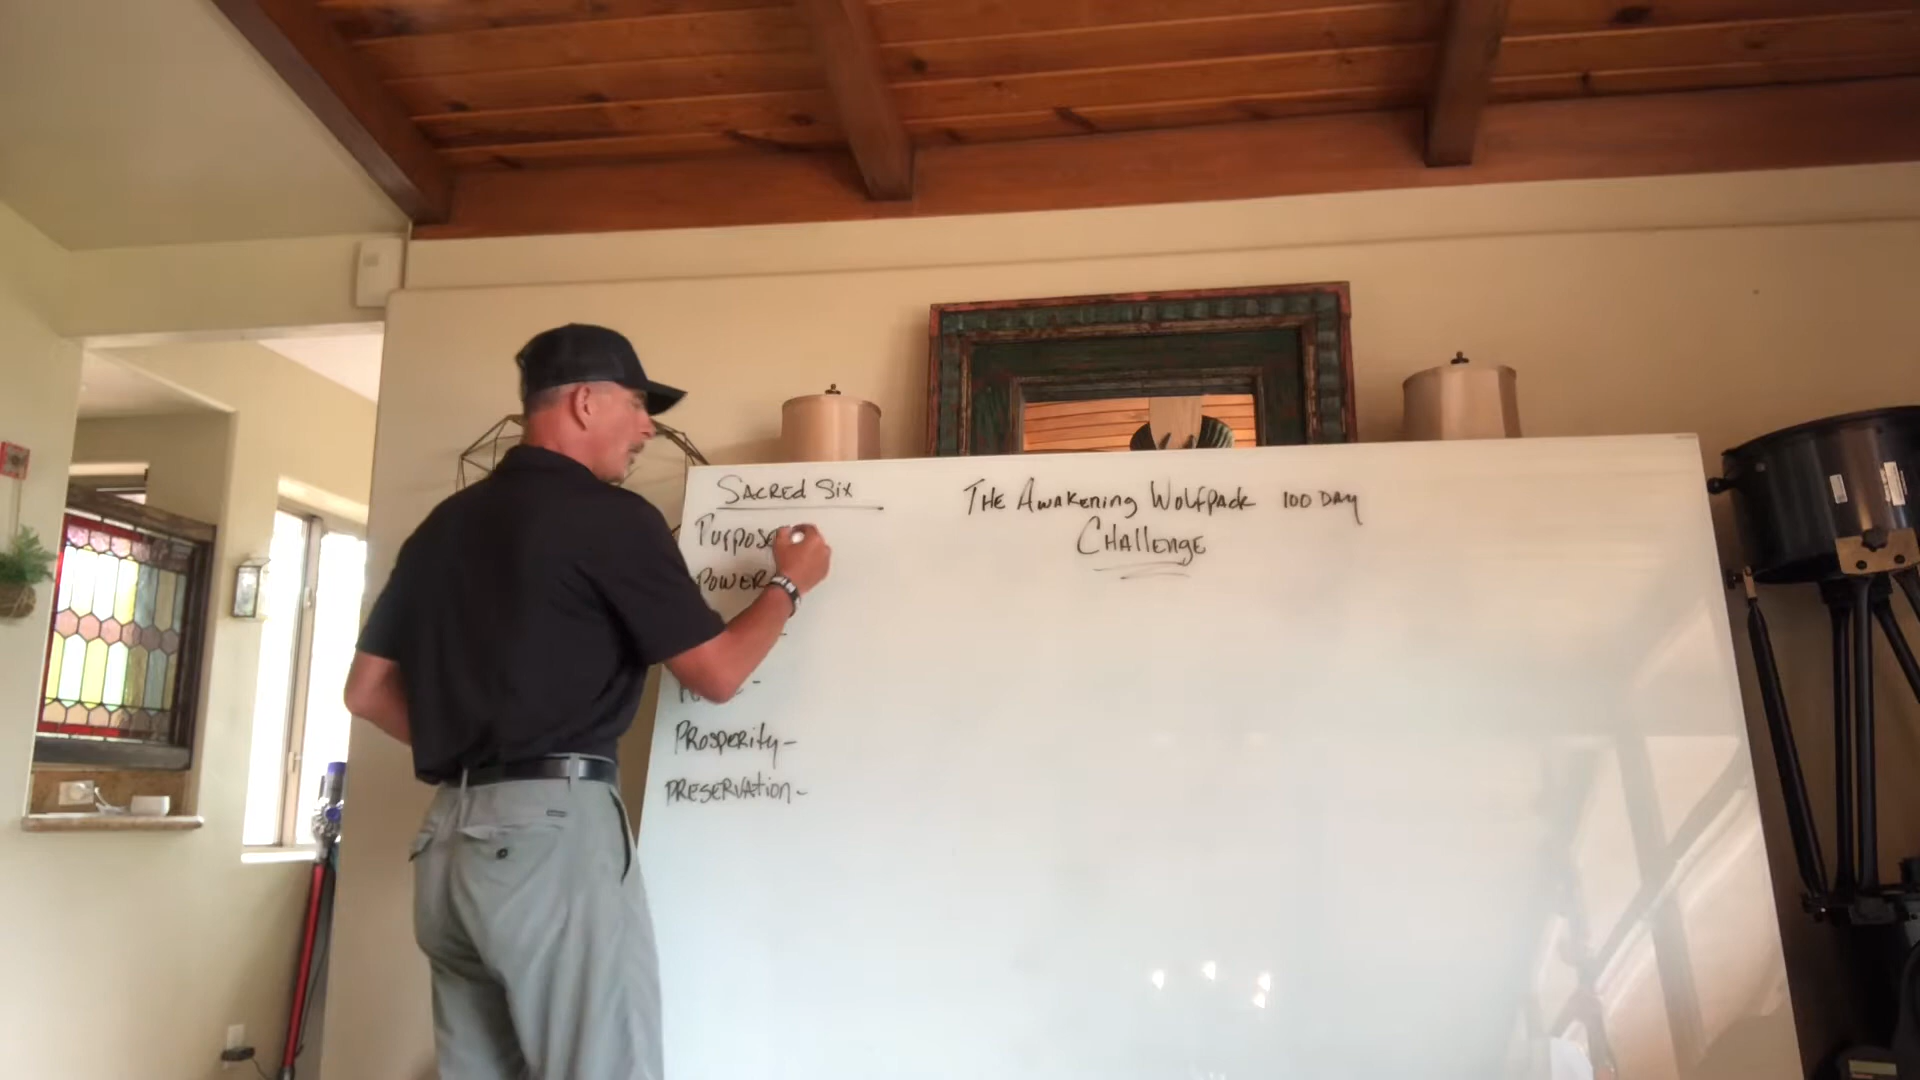 SACRED SIX
Purpose
POWER
PROSPERITY-
PRESERVATION-
THE AWAKENING WOLFPACK 100 DAY
CHALLENGE